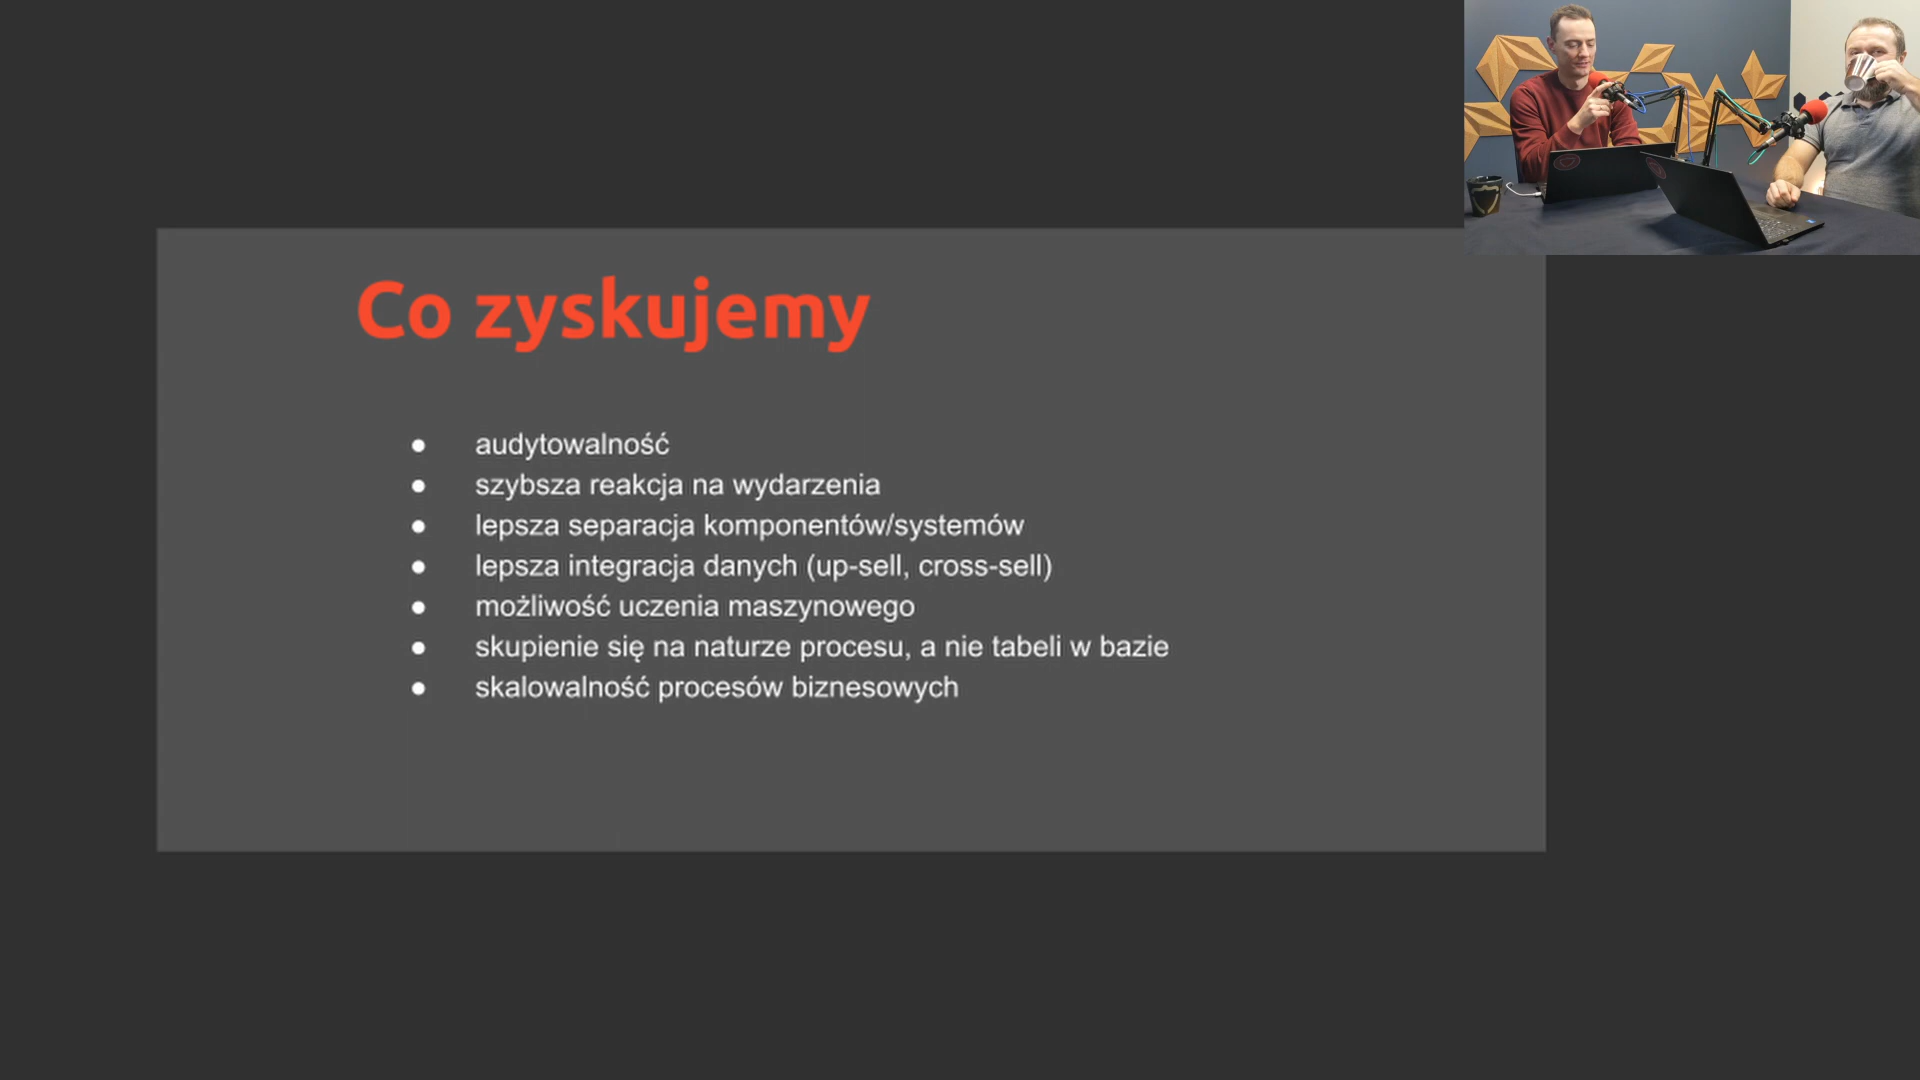 Co zyskujemy
● audytowalność
● szybsza reakcja na wydarzenia
● lepsza separacja komponentów/systemów
● lepsza integracja danych (up-sell, cross-sell)
● możliwość uczenia maszynowego
● skupienie się na naturze procesu, a nie tabeli w bazie
● skalowalność procesów biznesowych